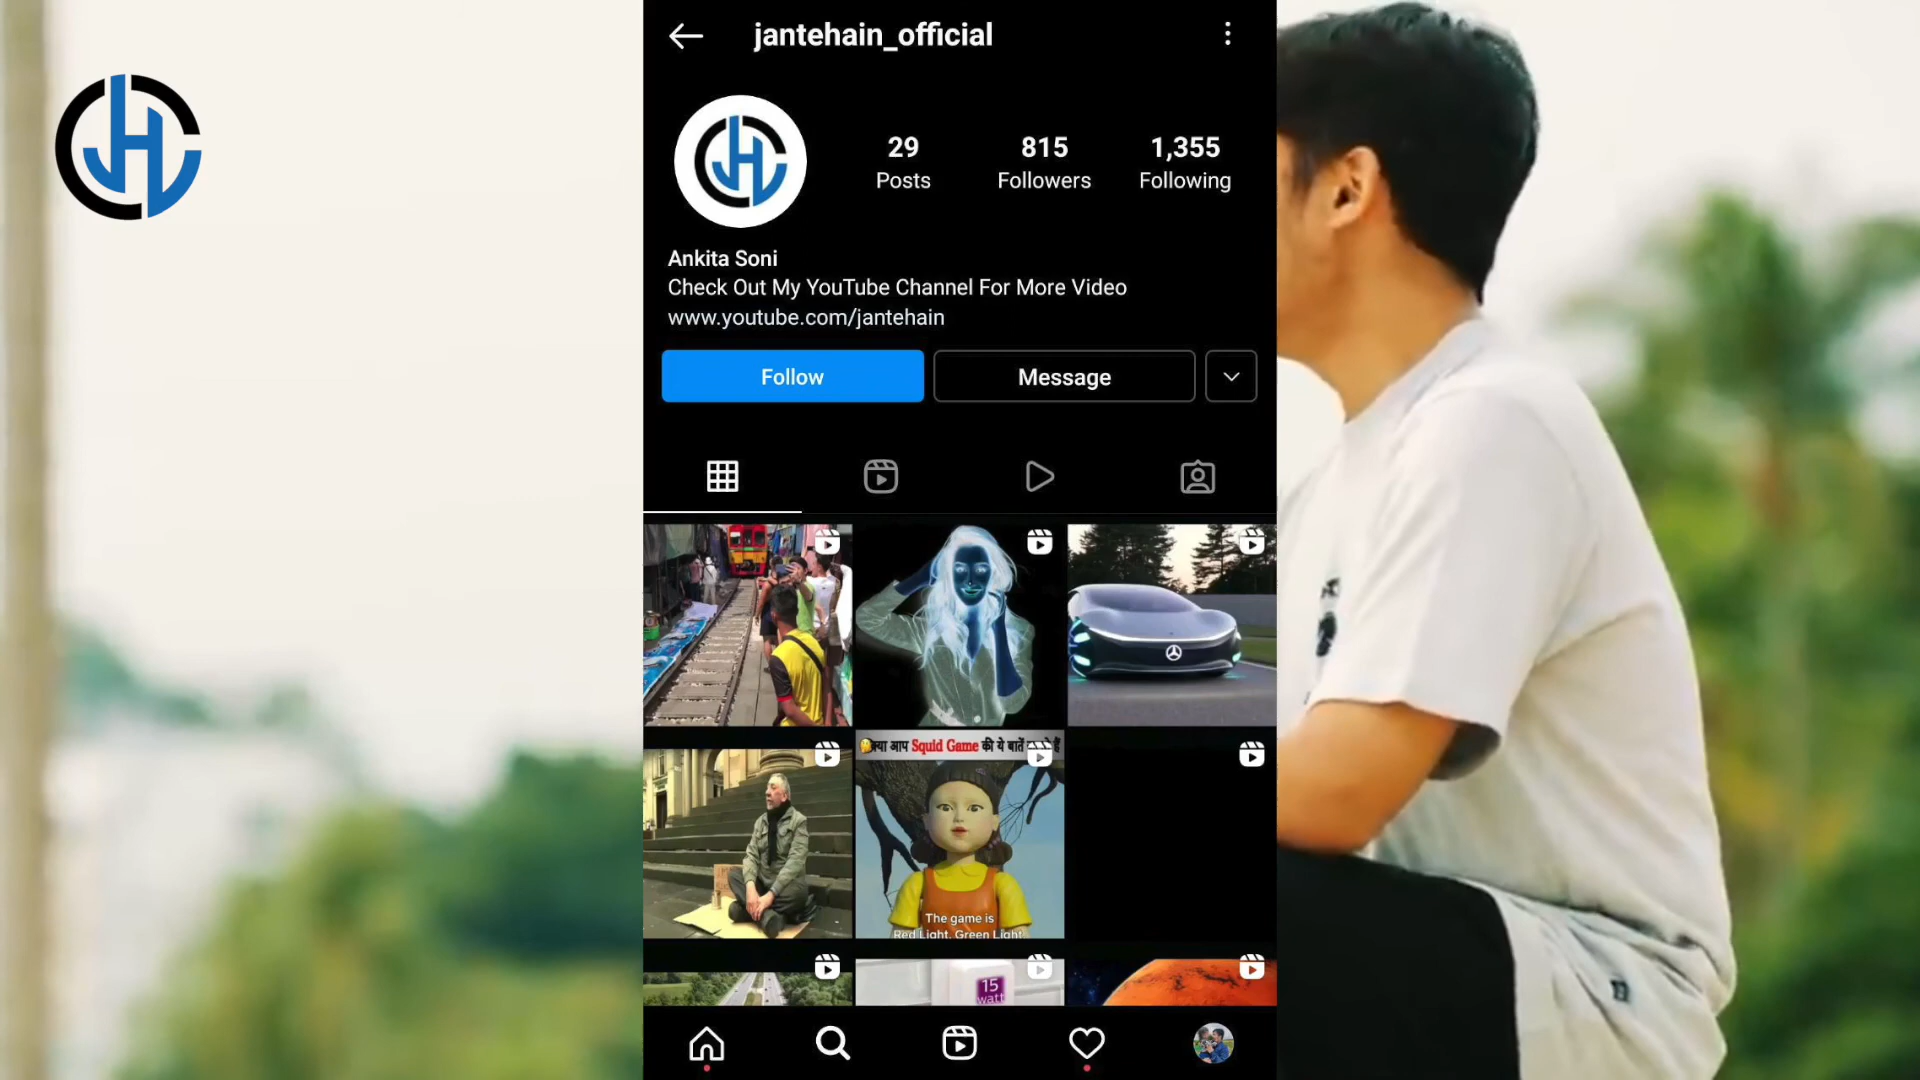 jantehain_official
29
Posts
815
Followers
1,355
Following
Ankita Soni
Check Out My YouTube Channel For More Video
www.youtube.com/jantehain
Follow
Message
क्या आप Squid Game की ये बातें हैं
The game is
Red Light, Green Light
15
watt